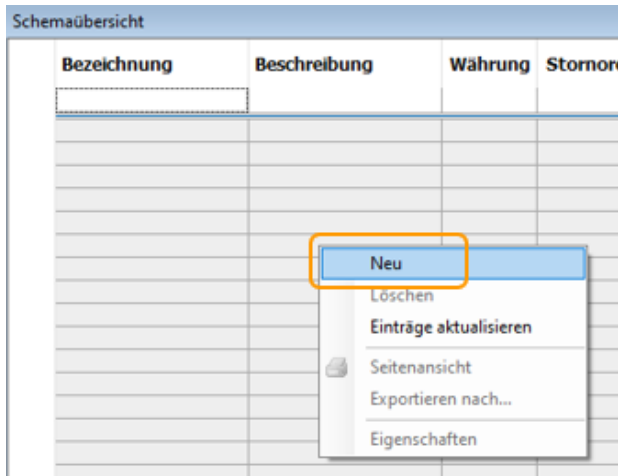 Schemaübersicht
Bezeichnung Beschreibung Währung
Neu
Löschen
Einträge aktualisieren
Seitenansicht
Exportieren nach...
Eigenschaften